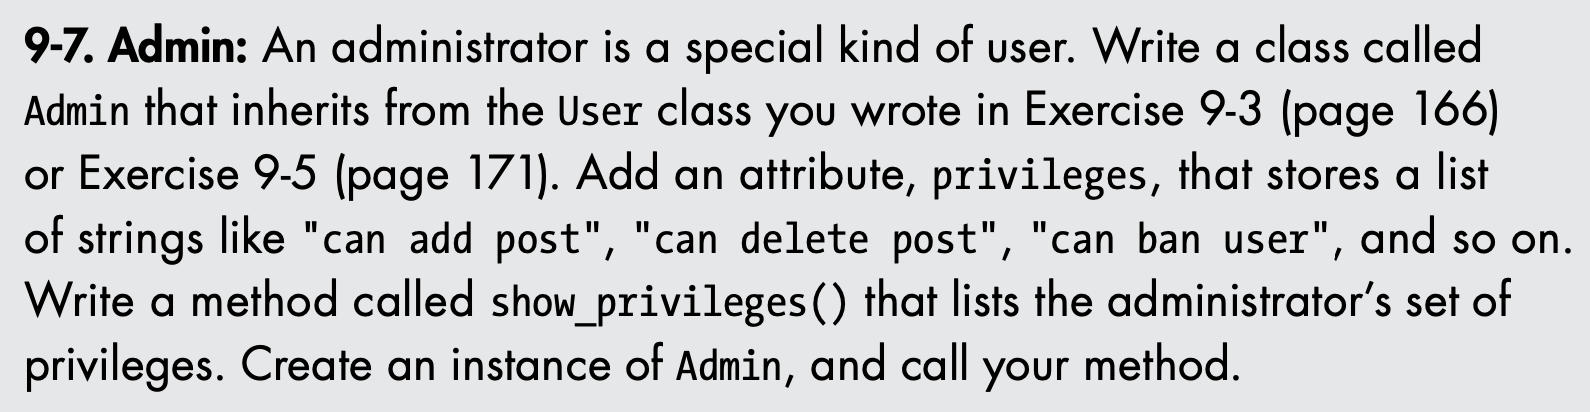 9-7. Admin: An administrator is a special kind of user. Write a class called
Admin that inherits from the User class you wrote in Exercise 9-3 (page 166)
or Exercise 9-5 (page 171). Add an attribute, privileges, that stores a list
of strings like "can add post", "can delete post", "can ban user", and so on.
Write a method called show_privileges() that lists the administrator’s set of
privileges. Create an instance of Admin, and call your method.